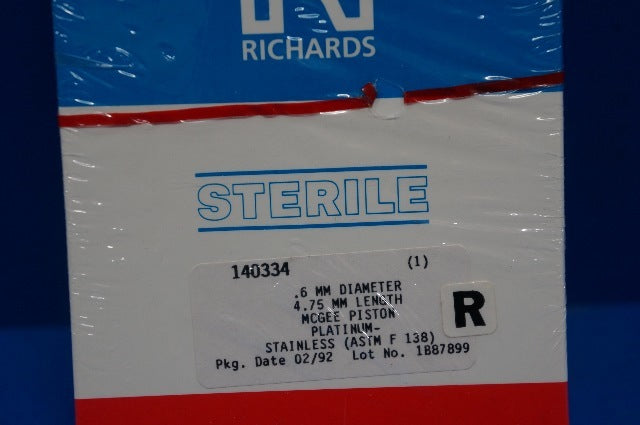 RICHARDS
STERILE
140334 (1)
.6 MM DIAMETER
4.75 MM LENGTH
MCGEE PISTON
PLATINUM-
STAINLESS (ASTM F 138)
Pkg. Date 02/92 Lot No. 1B87899
R